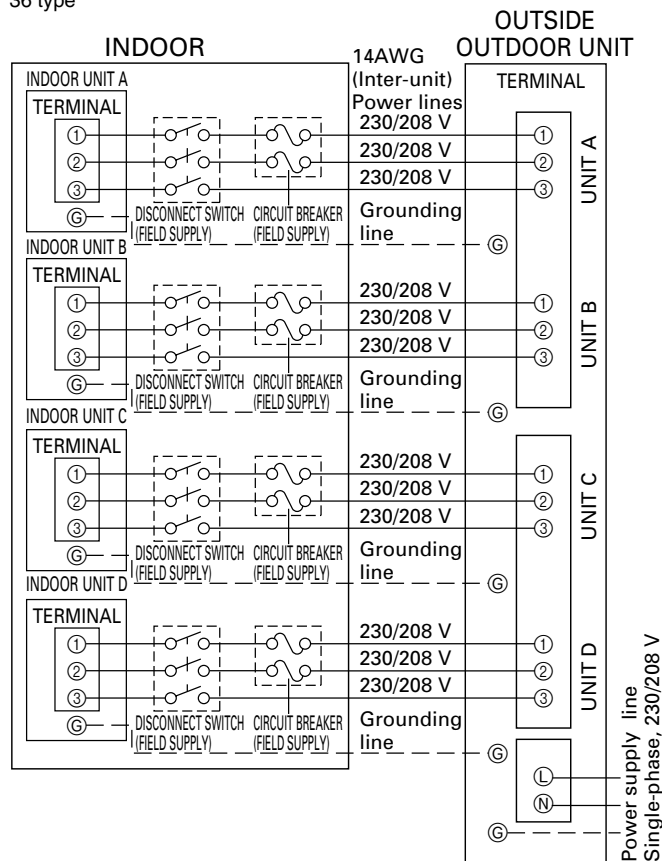 36 type
INDOOR
OUTSIDE
OUTDOOR UNIT
14AWG
(Inter-unit)
Power lines
TERMINAL
INDOOR UNIT A
TERMINAL
① 230/208 V ①
② 230/208 V ②
③ 230/208 V ③
UNIT A
Ⓖ DISCONNECT SWITCH CIRCUIT BREAKER Grounding
(FIELD SUPPLY) (FIELD SUPPLY) line Ⓖ
INDOOR UNIT B
TERMINAL
① 230/208 V ①
② 230/208 V ②
③ 230/208 V ③
UNIT B
Ⓖ DISCONNECT SWITCH CIRCUIT BREAKER Grounding
(FIELD SUPPLY) (FIELD SUPPLY) line Ⓖ
INDOOR UNIT C
TERMINAL
① 230/208 V ①
② 230/208 V ②
③ 230/208 V ③
UNIT C
Ⓖ DISCONNECT SWITCH CIRCUIT BREAKER Grounding
(FIELD SUPPLY) (FIELD SUPPLY) line Ⓖ
INDOOR UNIT D
TERMINAL
① 230/208 V ①
② 230/208 V ②
③ 230/208 V ③
UNIT D
Ⓖ DISCONNECT SWITCH CIRCUIT BREAKER Grounding
(FIELD SUPPLY) (FIELD SUPPLY) line Ⓖ
Ⓛ
Ⓝ
Ⓖ
Power supply line
Single-phase, 230/208 V